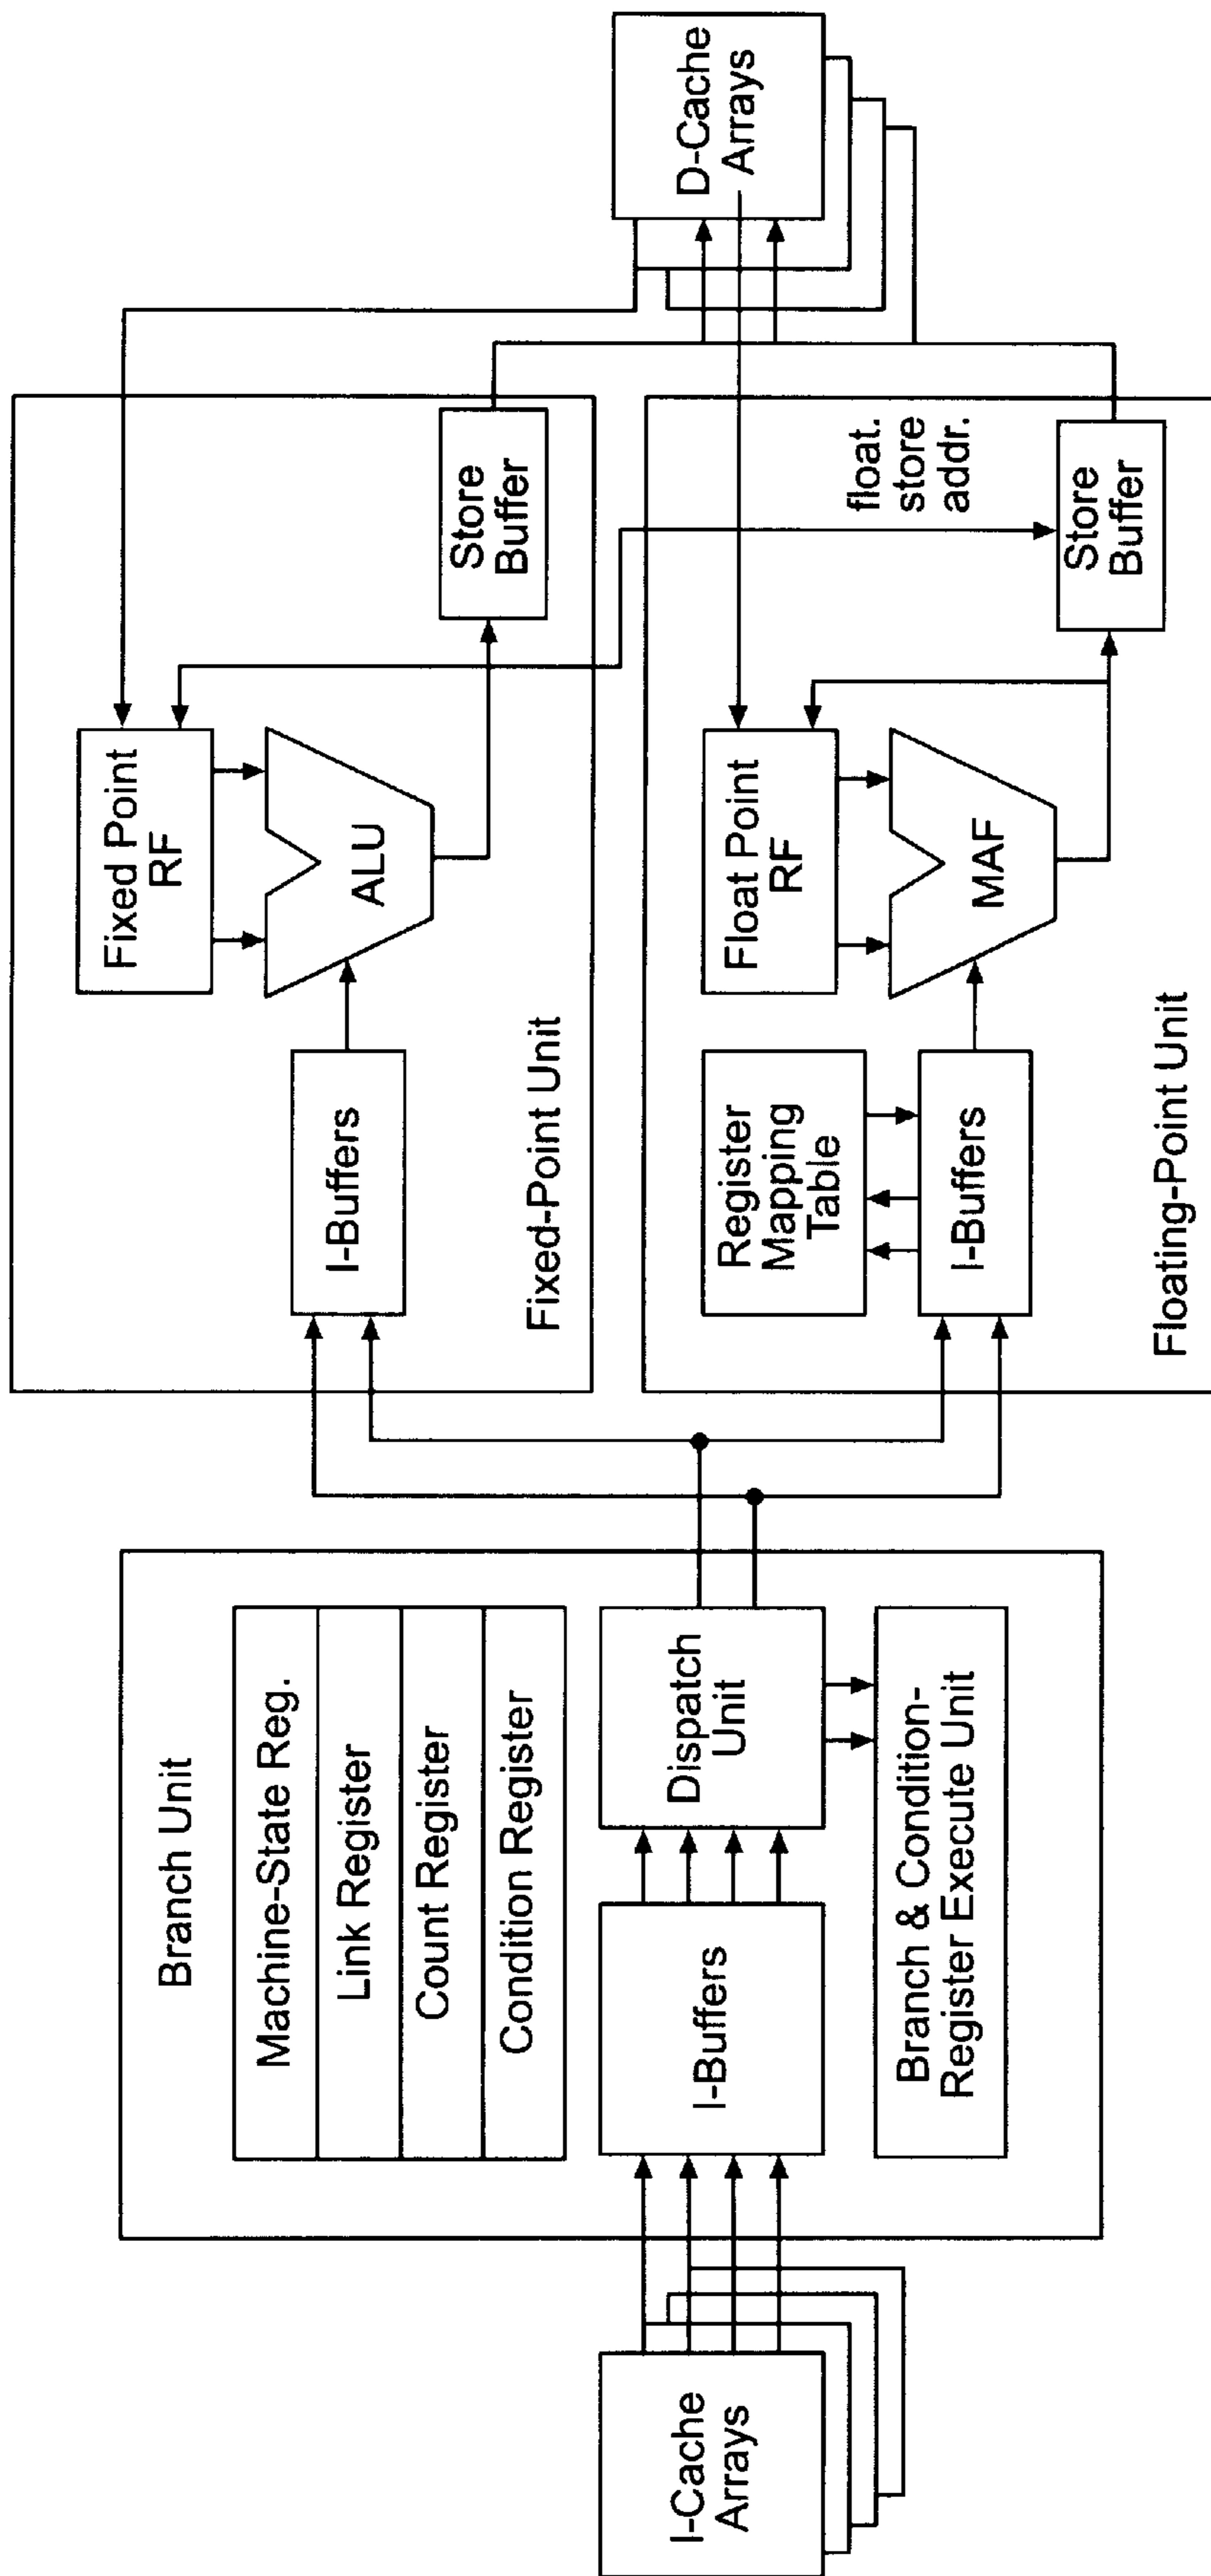 I-Cache
Arrays
Branch Unit
Machine-State Reg.
Link Register
Count Register
Condition Register
I-Buffers
Dispatch
Unit
Branch & Condition-
Register Execute Unit
Fixed Point
RF
I-Buffers
ALU
Store
Buffer
Fixed-Point Unit
Register
Mapping
Table
Float Point
RF
float.
store
addr.
I-Buffers
MAF
Store
Buffer
Floating-Point Unit
D-Cache
Arrays